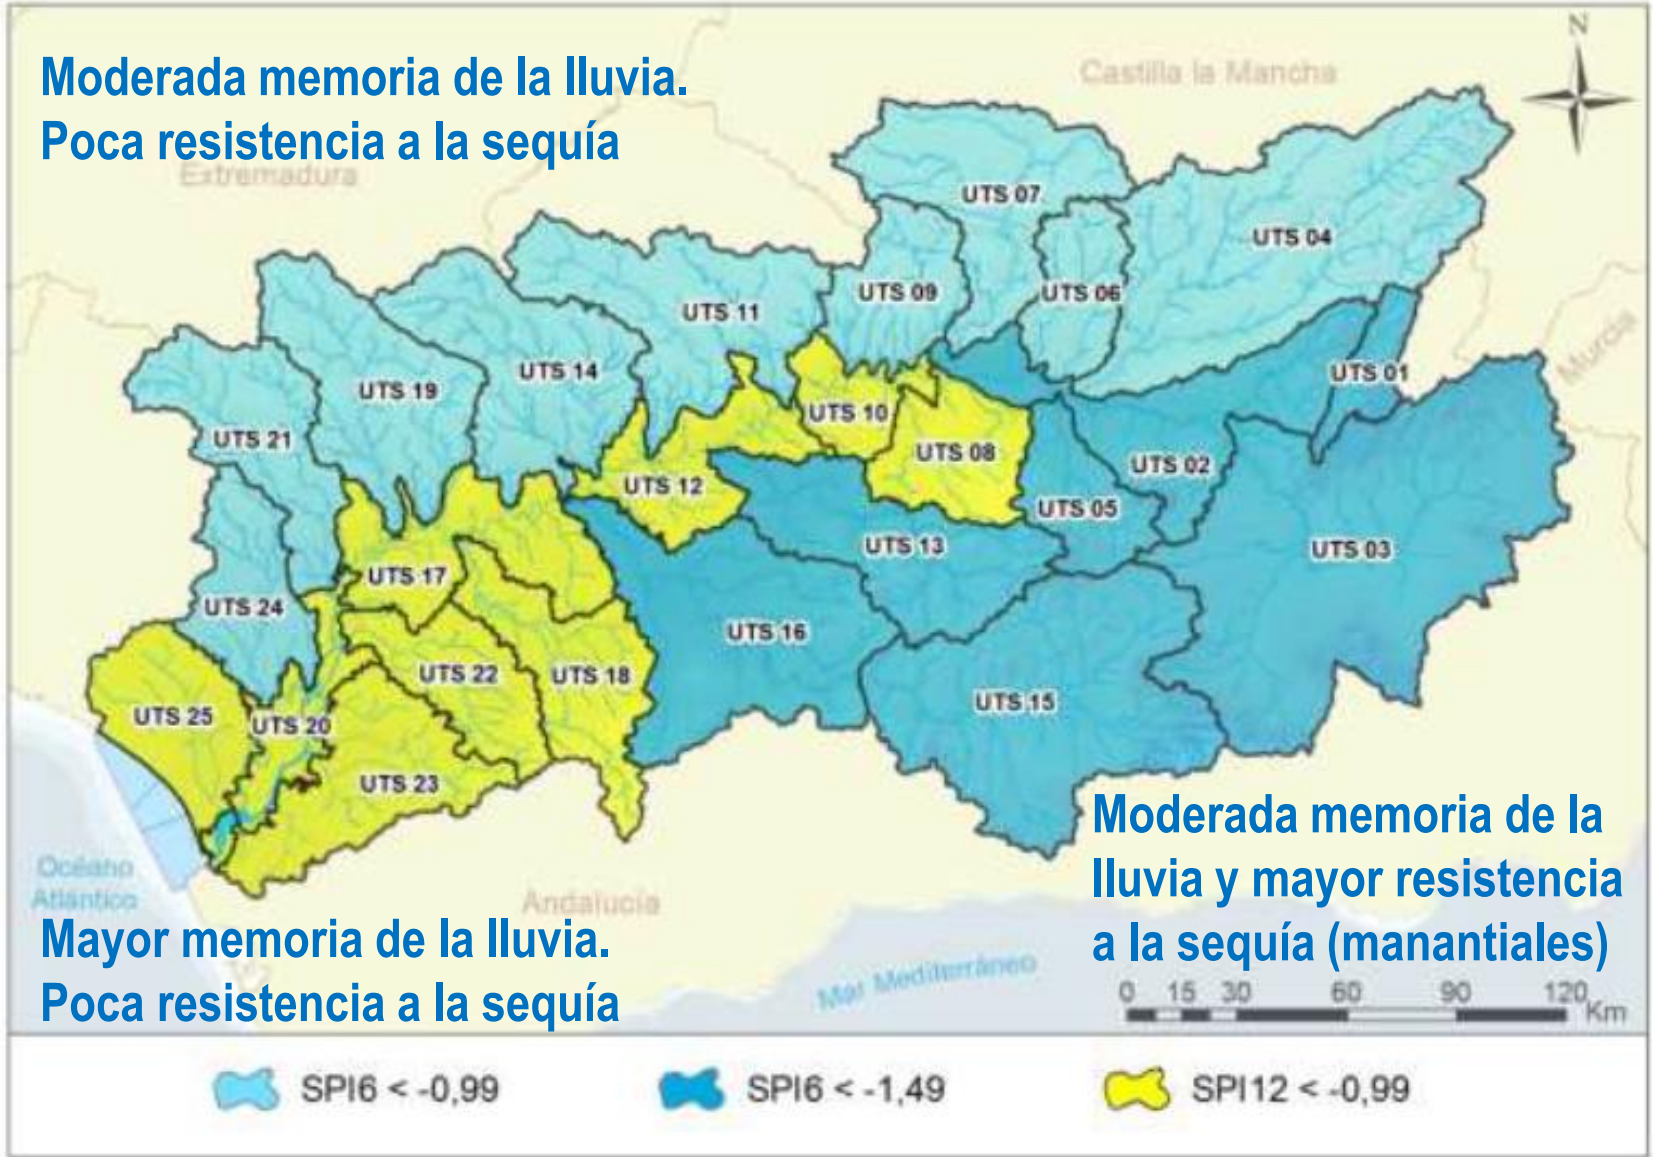 Moderada memoria de la lluvia.
Poca resistencia a la sequía
Extremadura
Castilla la Mancha
N
UTS 07
UTS 04
UTS 09
UTS 06
UTS 11
UTS 14
UTS 19
UTS 01
UTS 10
UTS 21
UTS 08
UTS 02
UTS 12
UTS 05
UTS 13
UTS 03
UTS 17
UTS 24
UTS 16
UTS 22
UTS 18
UTS 15
UTS 25
UTS 20
UTS 23
Murcia
Océano
Atlántico
Andalucía
Mar Mediterráneo
Mayor memoria de la lluvia.
Poca resistencia a la sequía
Moderada memoria de la
lluvia y mayor resistencia
a la sequía (manantiales)
0 15 30 60 90 120 Km
SPI6 < -0,99
SPI6 < -1,49
SPI12 < -0,99